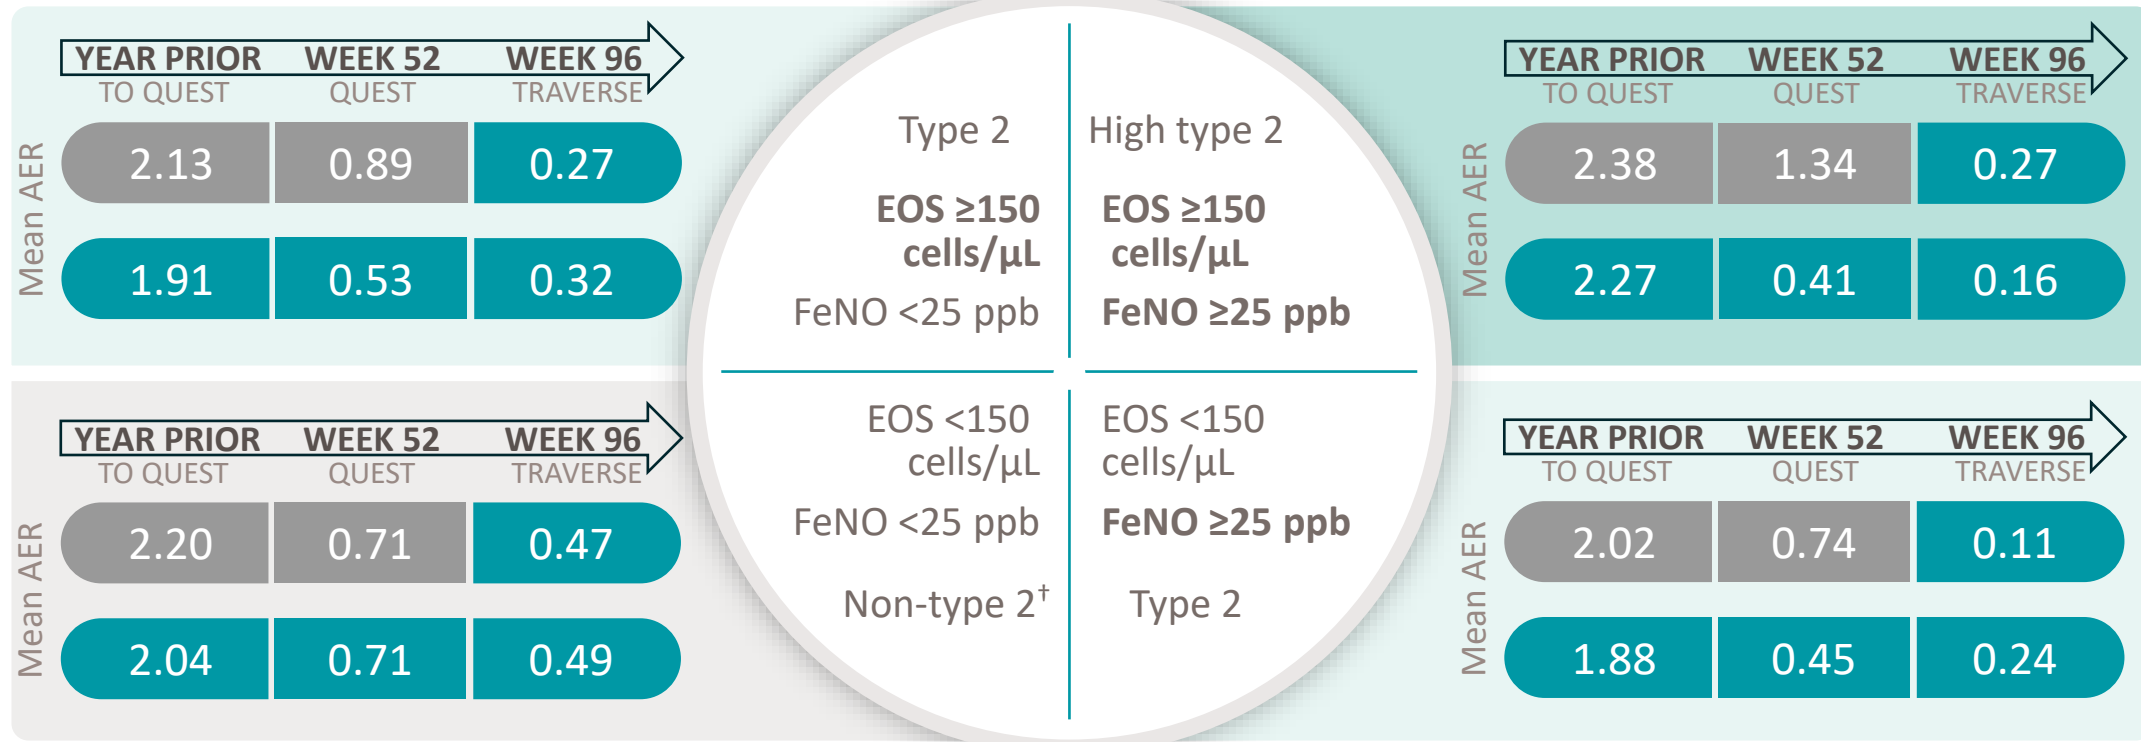 YEAR PRIOR WEEK 52 WEEK 96
TO QUEST QUEST TRAVERSE
Mean AER
2.13 0.89 0.27
1.91 0.53 0.32
Type 2
EOS ≥150
cells/µL
FeNO <25 ppb
High type 2
EOS ≥150
cells/µL
FeNO ≥25 ppb
YEAR PRIOR WEEK 52 WEEK 96
TO QUEST QUEST TRAVERSE
Mean AER
2.38 1.34 0.27
2.27 0.41 0.16
YEAR PRIOR WEEK 52 WEEK 96
TO QUEST QUEST TRAVERSE
Mean AER
2.20 0.71 0.47
2.04 0.71 0.49
EOS <150
cells/µL
FeNO <25 ppb
Non-type 2†
EOS <150
cells/µL
FeNO ≥25 ppb
Type 2
YEAR PRIOR WEEK 52 WEEK 96
TO QUEST QUEST TRAVERSE
Mean AER
2.02 0.74 0.11
1.88 0.45 0.24